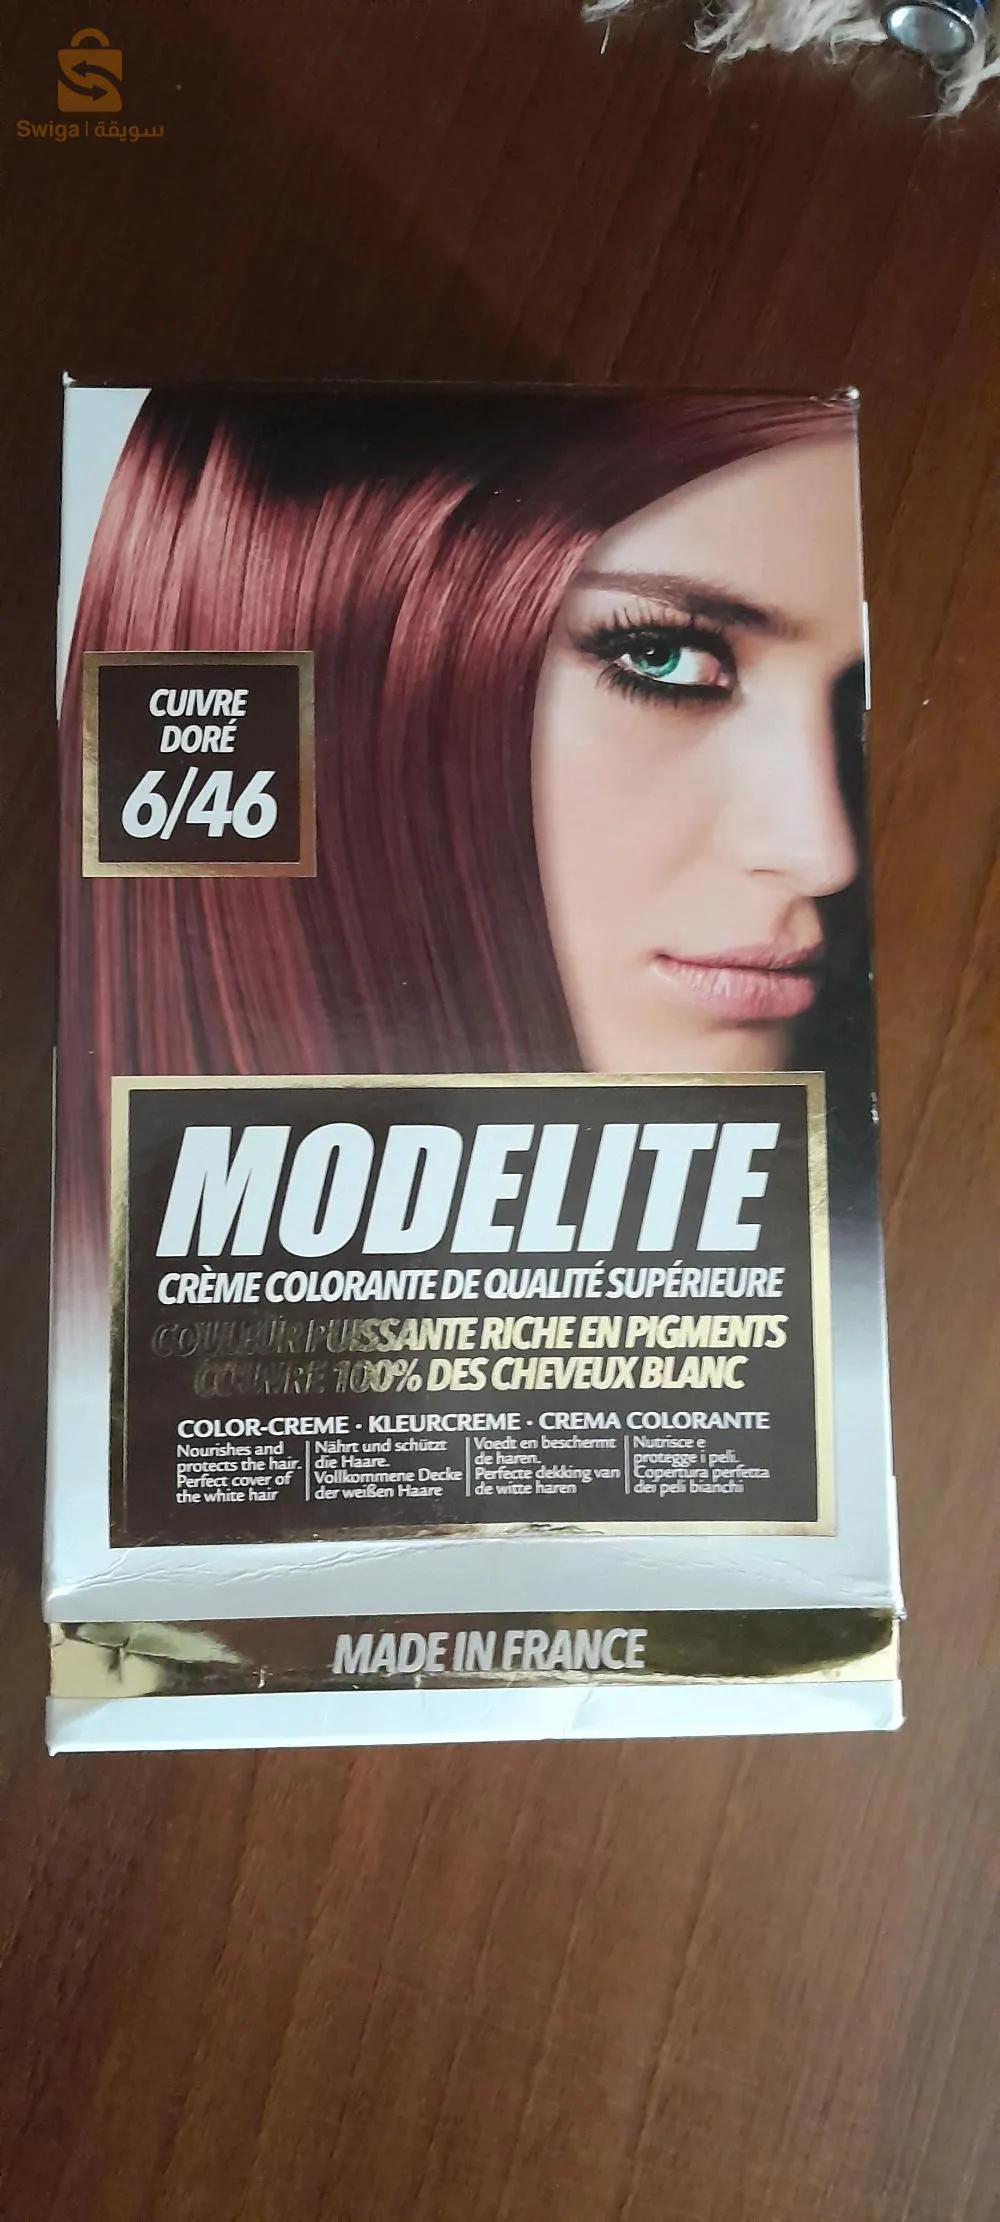 Swiga | سويقة
CUIVRE
DORÉ
6/46
MODELITE
CRÈME COLORANTE DE QUALITÉ SUPÉRIEURE
COULEUR PUISSANTE RICHE EN PIGMENTS
COUVRE 100% DES CHEVEUX BLANC
COLOR-CREME · KLEURCREME · CREMA COLORANTE
Nourishes and
protects the hair.
Perfect cover of
the white hair
Nährt und schützt
die Haare.
Vollkommene Decke
der weißen Haare
Voedt en beschermt
de haren.
Perfecte dekking van
de witte haren
Nutrisce e
protegge i peli.
Copertura perfetta
dei peli bianchi
MADE IN FRANCE